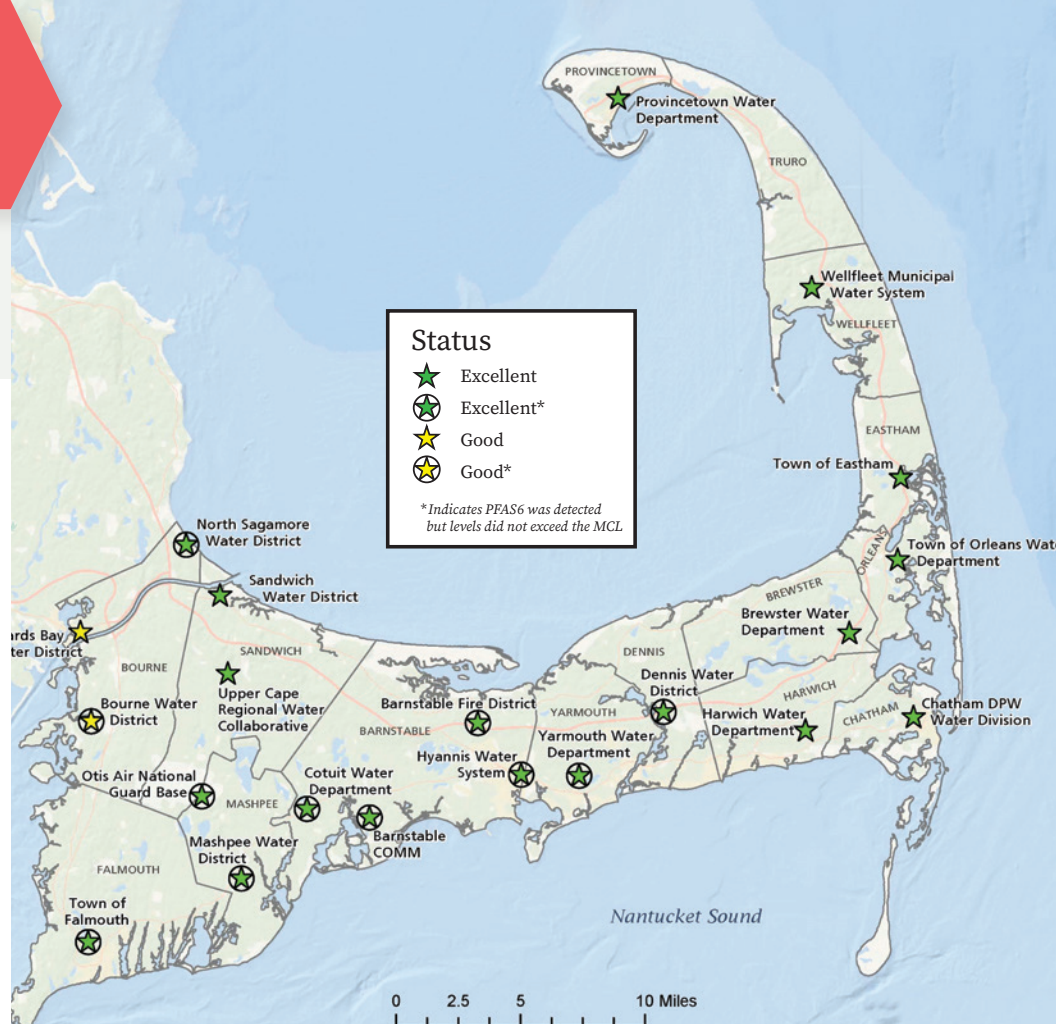 PROVINCETOWN
Provincetown Water
Department
TRURO
Wellfleet Municipal
Water System
WELLFLEET
Status
Excellent
Excellent*
Good
Good*
*Indicates PFAS6 was detected
but levels did not exceed the MCL
EASTHAM
Town of Eastham
North Sagamore
Water District
Town of Orleans Wat
Department
ORLEANS
Sandwich
Water District
BREWSTER
Brewster Water
Department
ards Bay
ter District
SANDWICH
DENNIS
BOURNE
Dennis Water
District
HARWICH
Upper Cape
Regional Water
Collaborative
Bourne Water
District
Barnstable Fire District
YARMOUTH
Harwich Water
Department
CHATHAM
Chatham DPW
Water Division
BARNSTABLE
Yarmouth Water
Department
Hyannis Water
System
Otis Air National
Guard Base
Cotuit Water
Department
MASHPEE
Barnstable
COMM
Mashpee Water
District
FALMOUTH
Town of
Falmouth
Nantucket Sound
0 2.5 5 10 Miles